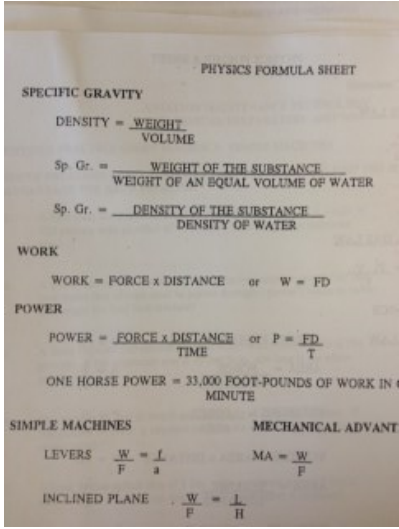 PHYSICS FORMULA SHEET
SPECIFIC GRAVITY
DENSITY = WEIGHT
VOLUME
Sp. Gr. = WEIGHT OF THE SUBSTANCE
WEIGHT OF AN EQUAL VOLUME OF WATER
Sp. Gr. = DENSITY OF THE SUBSTANCE
DENSITY OF WATER
WORK
WORK = FORCE x DISTANCE or W = FD
POWER
POWER = FORCE x DISTANCE or P = FD
TIME T
ONE HORSE POWER = 33,000 FOOT-POUNDS OF WORK IN
MINUTE
SIMPLE MACHINES MECHANICAL ADVANT
LEVERS W = f MA = W
F a F
INCLINED PLANE W = L
F H